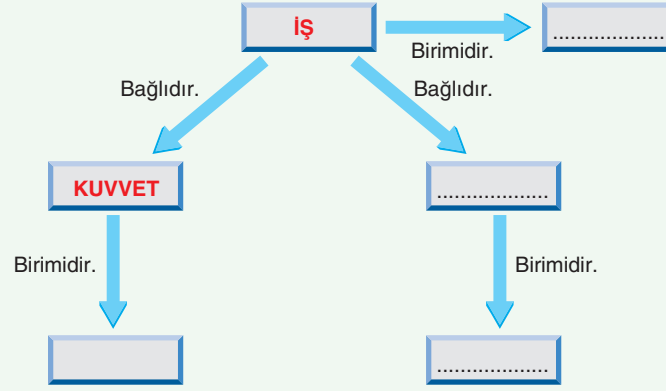 İŞ
Birimidir.
...................
Bağlıdır.
Bağlıdır.
KUVVET
...................
Birimidir.
Birimidir.
...................